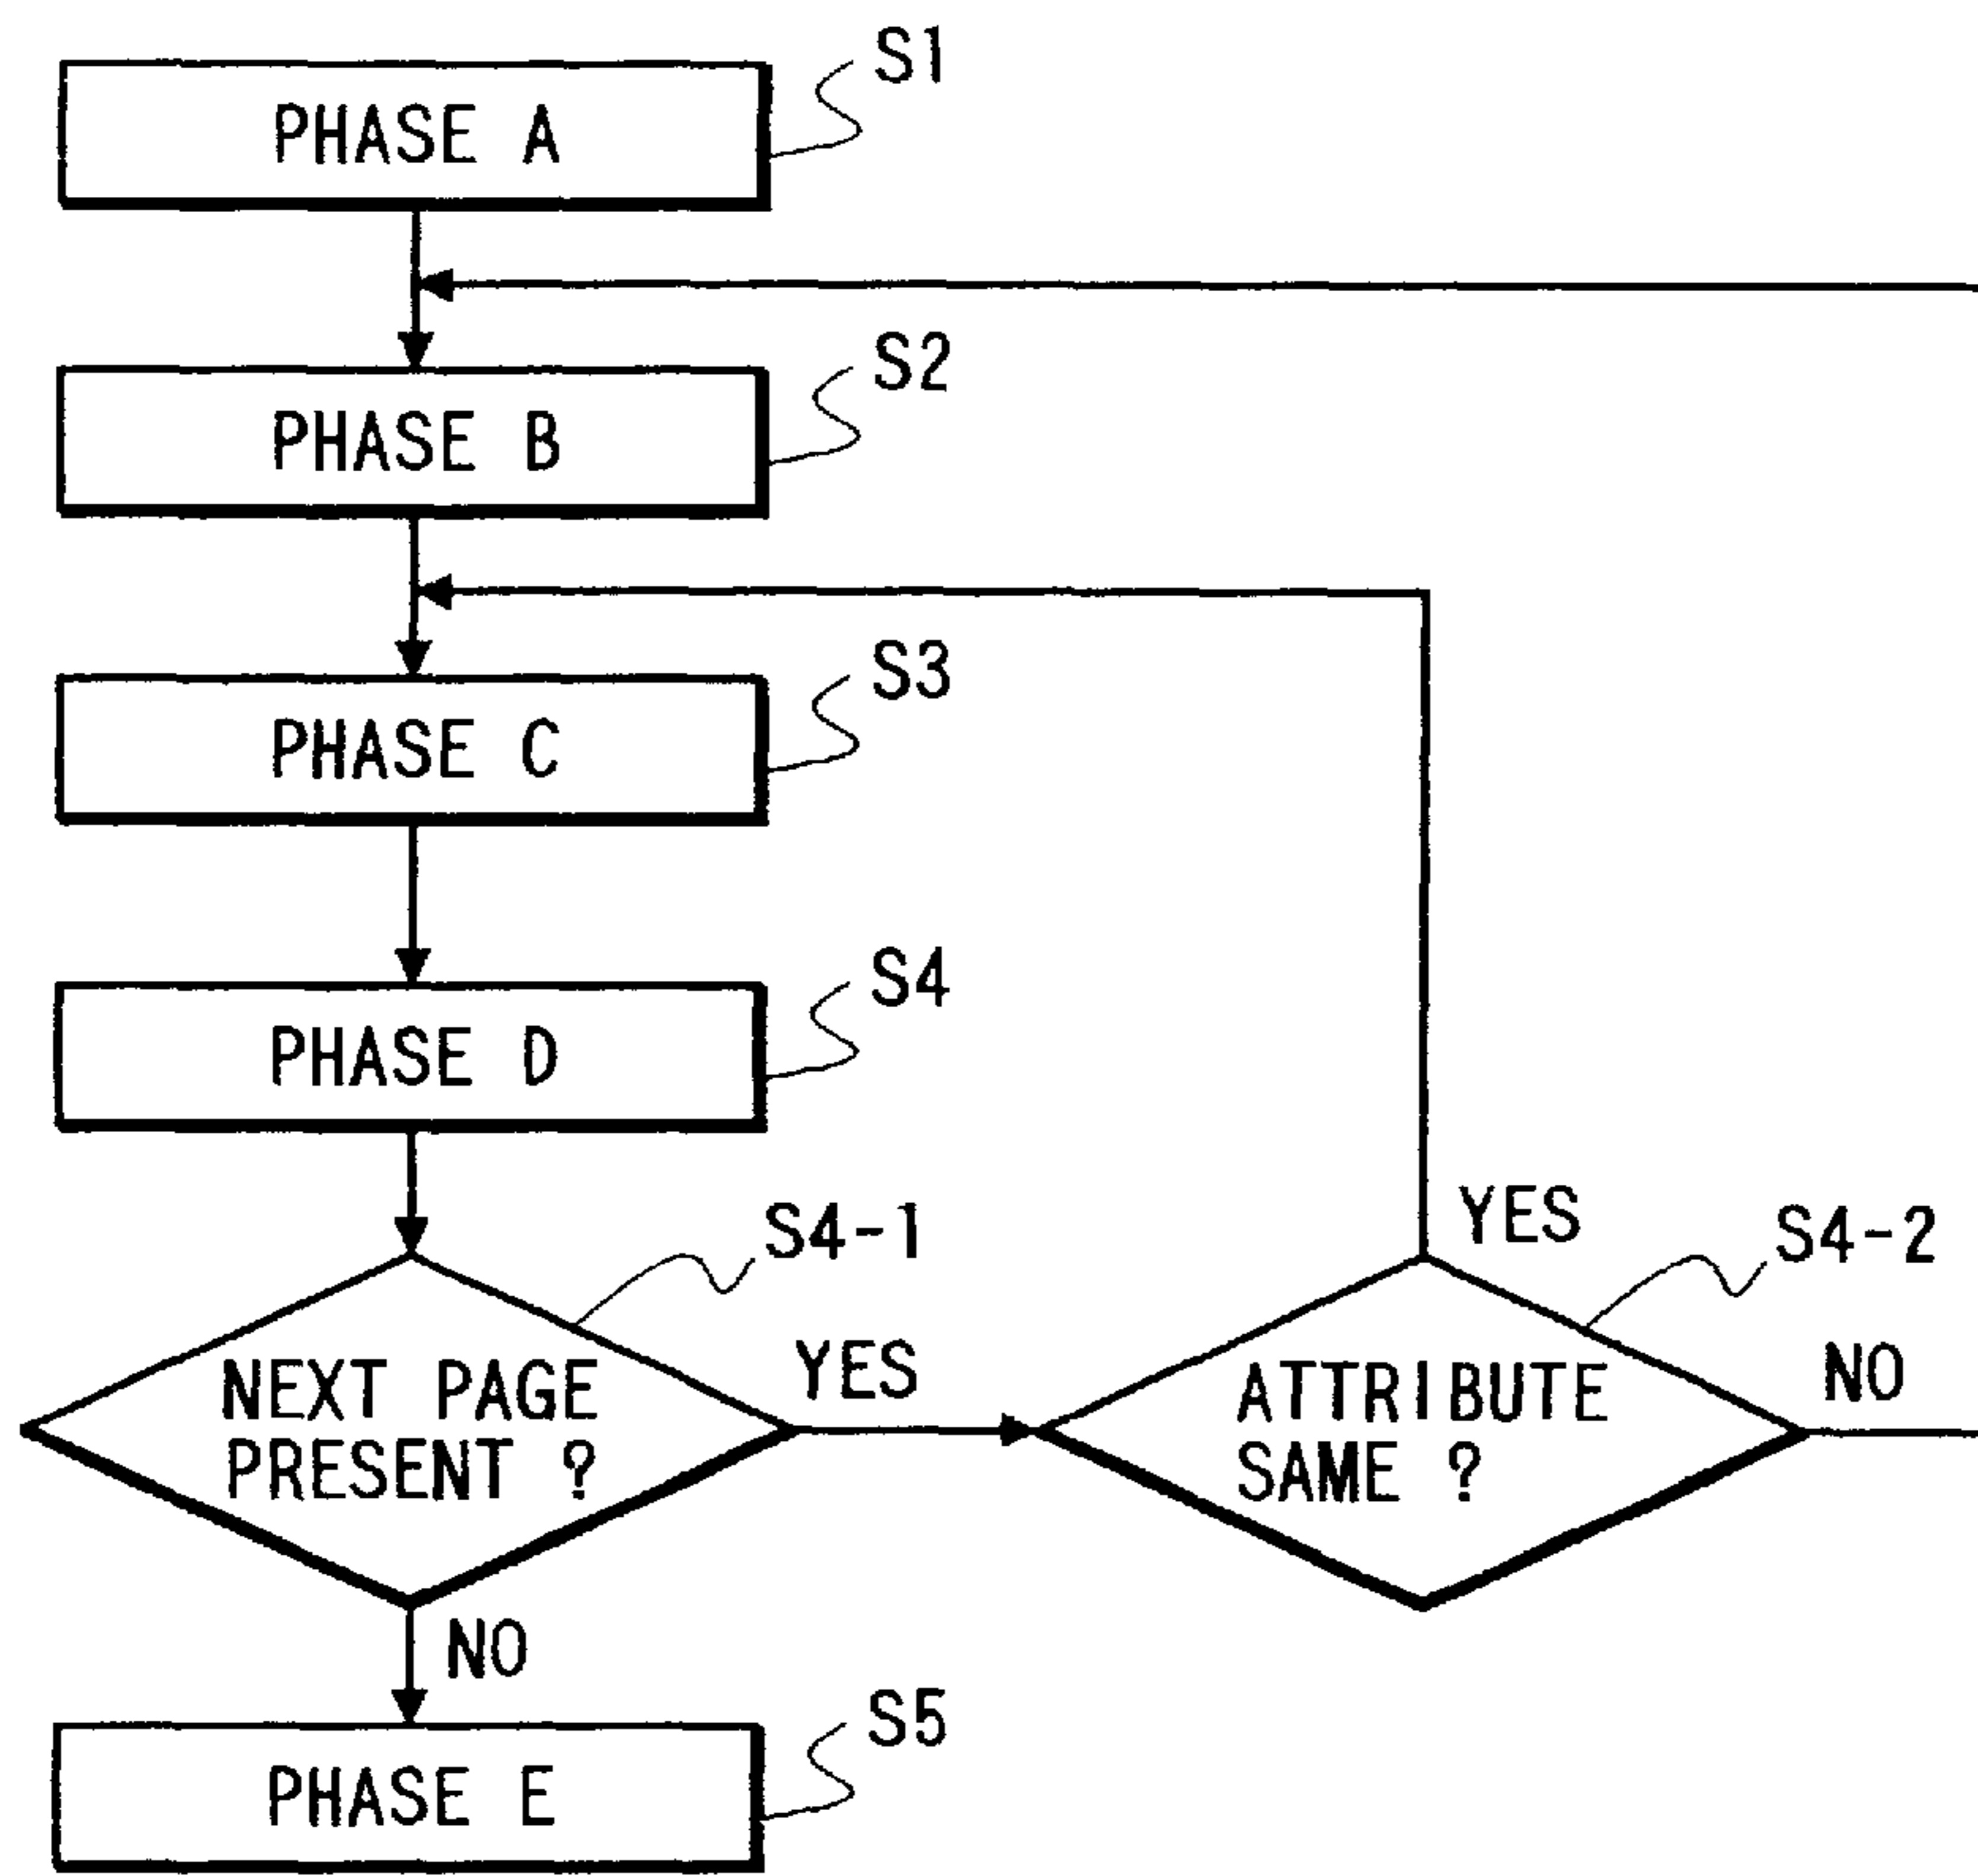 S1
PHASE A
S2
PHASE B
S3
PHASE C
S4
PHASE D
S4-1
YES
S4-2
NEXT PAGE
PRESENT ?
YES
ATTRIBUTE
SAME ?
NO
NO
S5
PHASE E